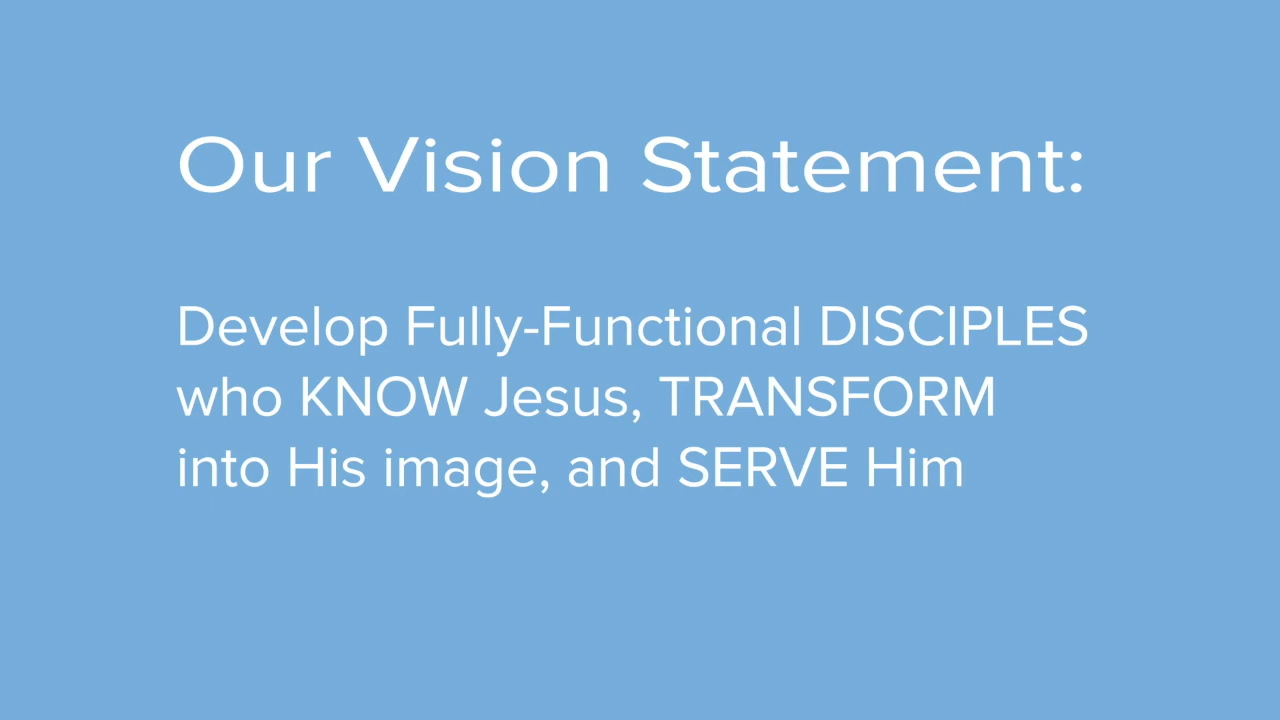 Our Vision Statement:
Develop Fully-Functional DISCIPLES
who KNOW Jesus, TRANSFORM
into His image, and SERVE Him